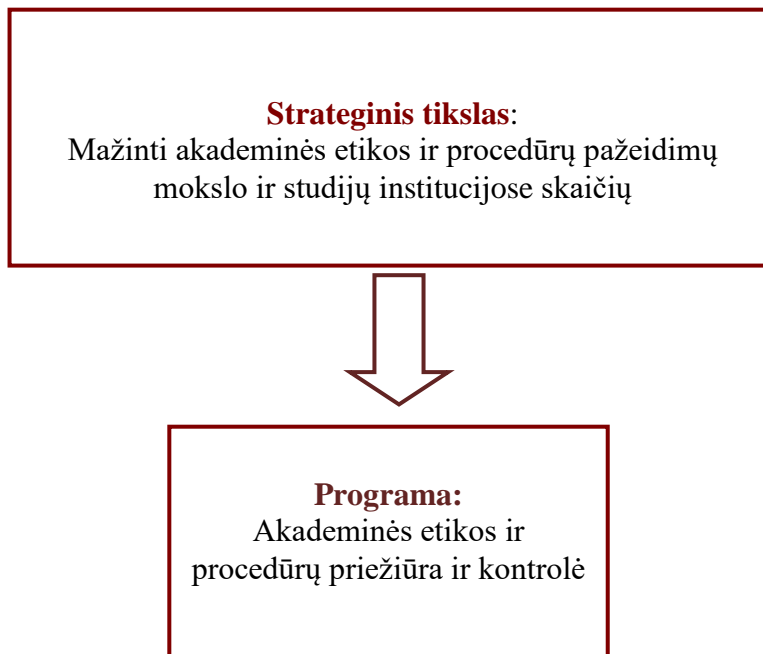 Strateginis tikslas:
Mažinti akademinės etikos ir procedūrų pažeidimų
mokslo ir studijų institucijose skaičių
Programa:
Akademinės etikos ir
procedūrų priežiūra ir kontrolė